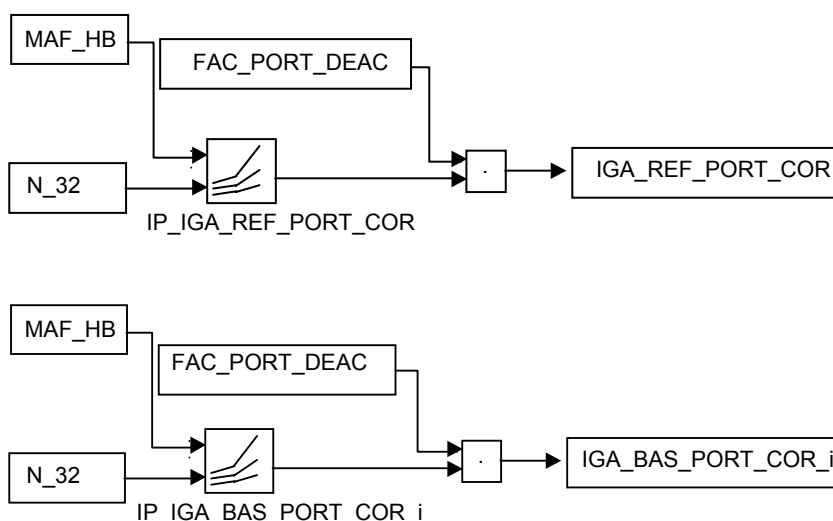 MAF_HB
FAC_PORT_DEAC
N_32
IGA_REF_PORT_COR
IP_IGA_REF_PORT_COR
MAF_HB
FAC_PORT_DEAC
N_32
IGA_BAS_PORT_COR_i
IP_IGA_BAS_PORT_COR_i